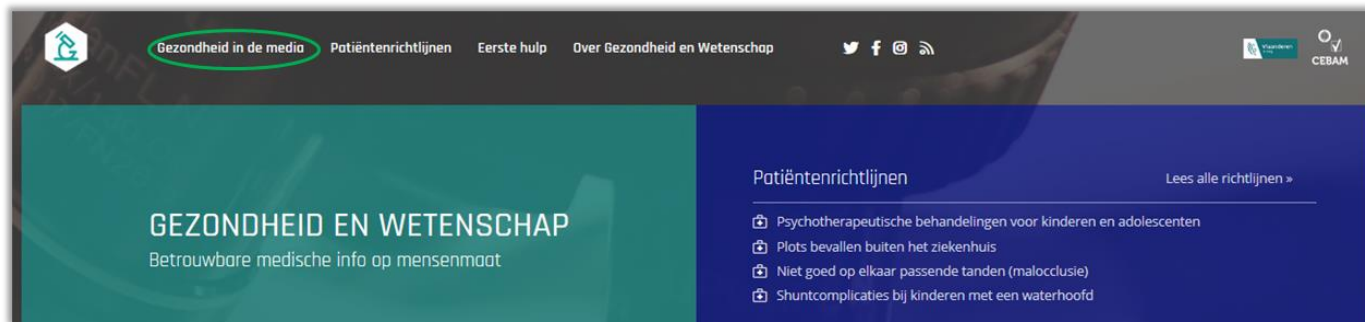 Gezondheid in de media Patiëntenrichtlijnen Eerste hulp Over Gezondheid en Wetenschap
Vlaanderen
CEBAM
GEZONDHEID EN WETENSCHAP
Betrouwbare medische info op mensenmaat
Patiëntenrichtlijnen Lees alle richtlijnen »
Psychotherapeutische behandelingen voor kinderen en adolescenten
Plots bevallen buiten het ziekenhuis
Niet goed op elkaar passende tanden (malocclusie)
Shuntcomplicaties bij kinderen met een waterhoofd